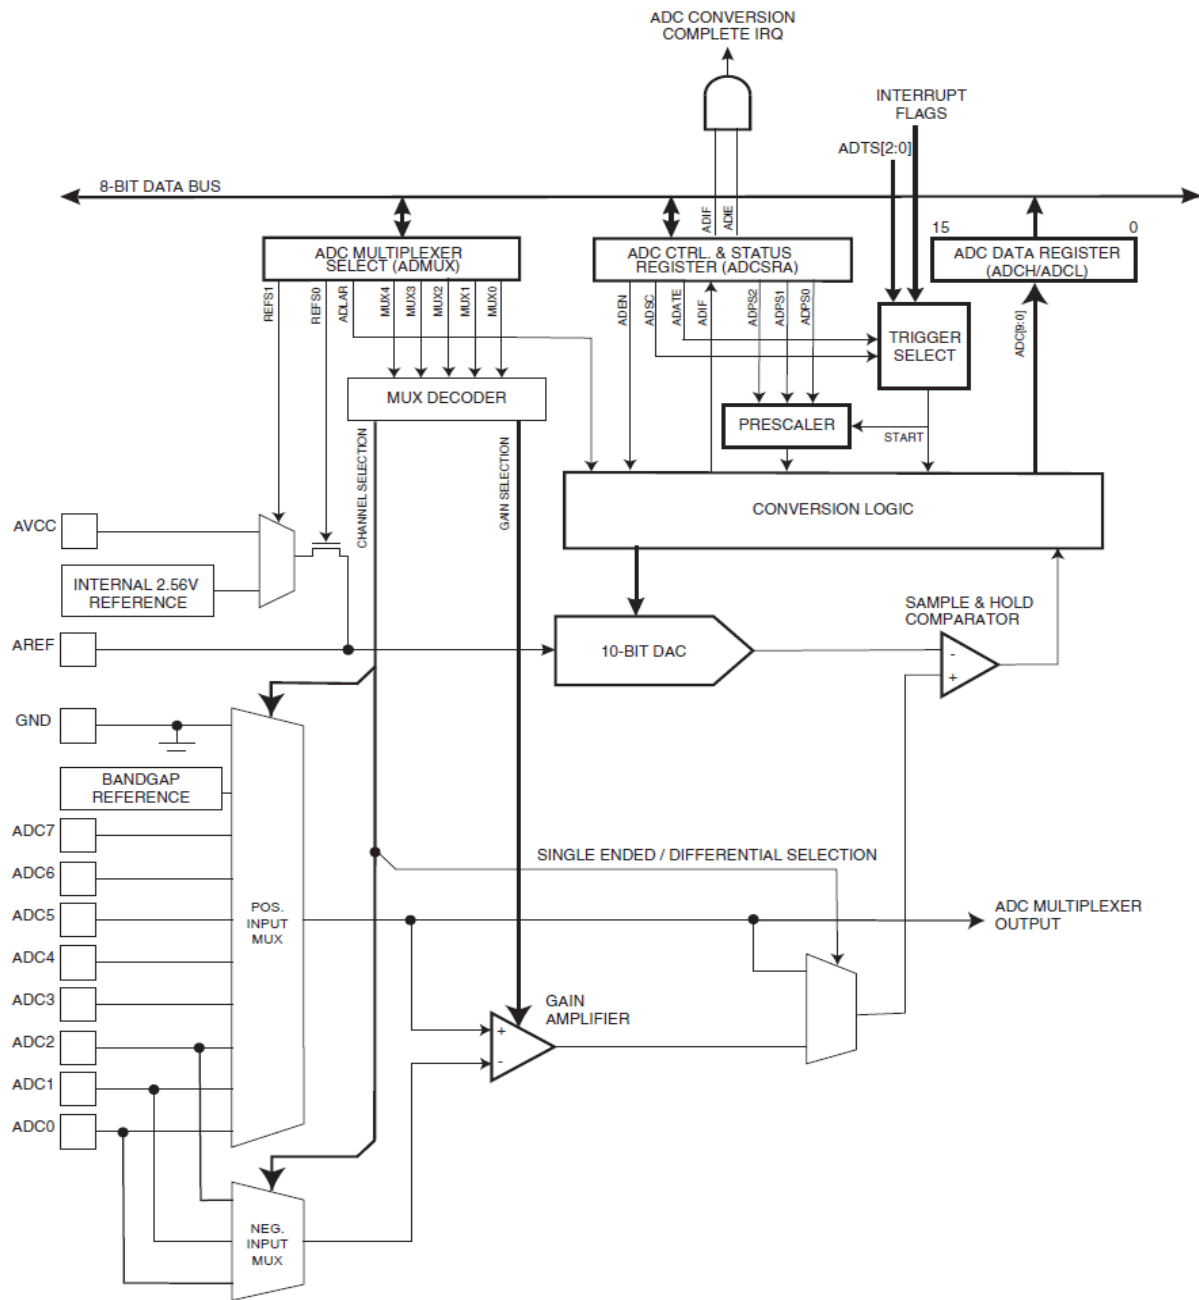 ADC CONVERSION
COMPLETE IRQ
INTERRUPT
FLAGS
ADTS[2:0]
8-BIT DATA BUS
ADIF
ADIE
15
0
ADC MULTIPLEXER
SELECT (ADMUX)
ADC CTRL. & STATUS
REGISTER (ADCSRA)
ADC DATA REGISTER
(ADCH/ADCL)
REFS1
REFS0
ADLAR
MUX4
MUX3
MUX2
MUX1
MUX0
ADEN
ADSC
ADATE
ADIF
ADPS2
ADPS1
ADPS0
ADC[9:0]
TRIGGER
SELECT
MUX DECODER
PRESCALER
START
CHANNEL SELECTION
GAIN SELECTION
CONVERSION LOGIC
AVCC
INTERNAL 2.56V
REFERENCE
SAMPLE & HOLD
COMPARATOR
AREF
10-BIT DAC
-
+
GND
BANDGAP
REFERENCE
ADC7
SINGLE ENDED / DIFFERENTIAL SELECTION
ADC6
ADC5
POS.
INPUT
MUX
ADC MULTIPLEXER
OUTPUT
ADC4
ADC3
GAIN
AMPLIFIER
+
-
ADC2
ADC1
ADC0
NEG.
INPUT
MUX